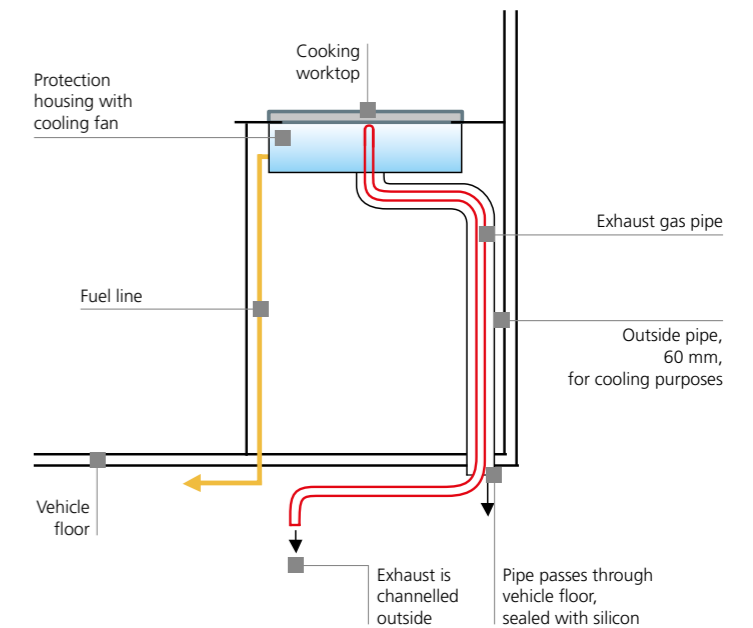 Cooking
worktop
Protection
housing with
cooling fan
Exhaust gas pipe
Fuel line
Outside pipe,
60 mm,
for cooling purposes
Vehicle
floor
Exhaust is
channelled
outside
Pipe passes through
vehicle floor,
sealed with silicon